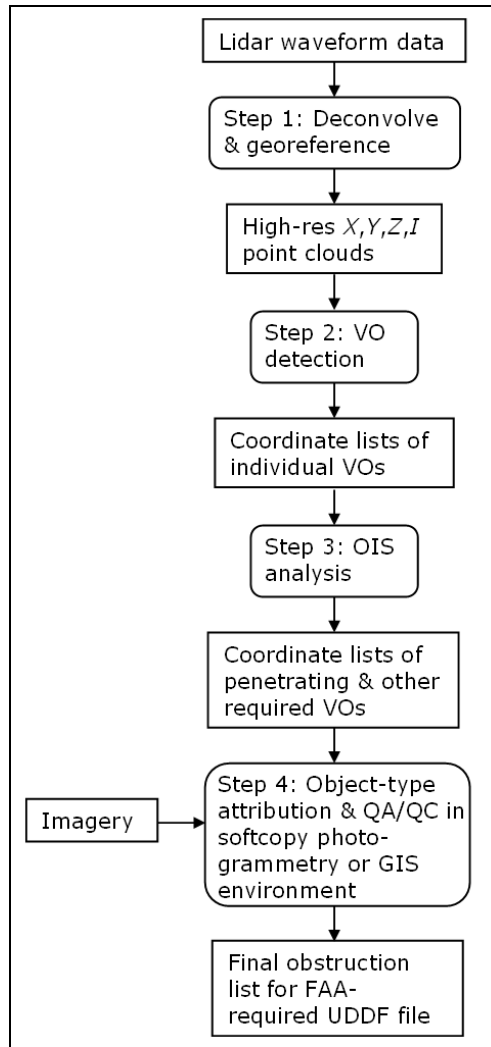 Lidar waveform data
Step 1: Deconvolve
& georeference
High-res X,Y,Z,I
point clouds
Step 2: VO
detection
Coordinate lists of
individual VOs
Step 3: OIS
analysis
Coordinate lists of
penetrating & other
required VOs
Imagery
Step 4: Object-type
attribution & QA/QC in
softcopy photo-
grammetry or GIS
environment
Final obstruction
list for FAA-
required UDDF file